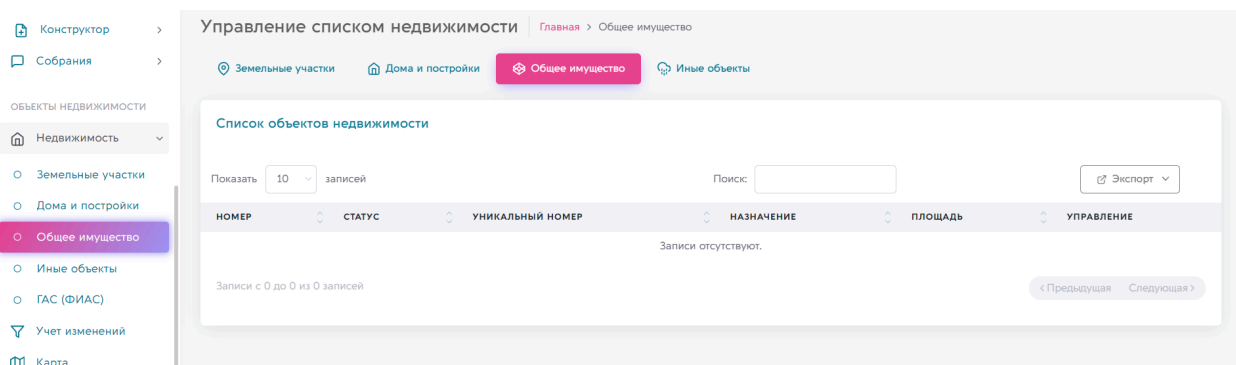 Конструктор
Собрания
ОБЪЕКТЫ НЕДВИЖИМОСТИ
Недвижимость
Земельные участки
Дома и постройки
Общее имущество
Иные объекты
ГАС (ФИАС)
Учет изменений
Карта
Управление списком недвижимости Главная > Общее имущество
Земельные участки Дома и постройки Общее имущество Иные объекты
Список объектов недвижимости
Показать 10 записей Поиск: Экспорт
НОМЕР СТАТУС УНИКАЛЬНЫЙ НОМЕР НАЗНАЧЕНИЕ ПЛОЩАДЬ УПРАВЛЕНИЕ
Записи отсутствуют.
Записи с 0 до 0 из 0 записей <Предыдущая Следующая>